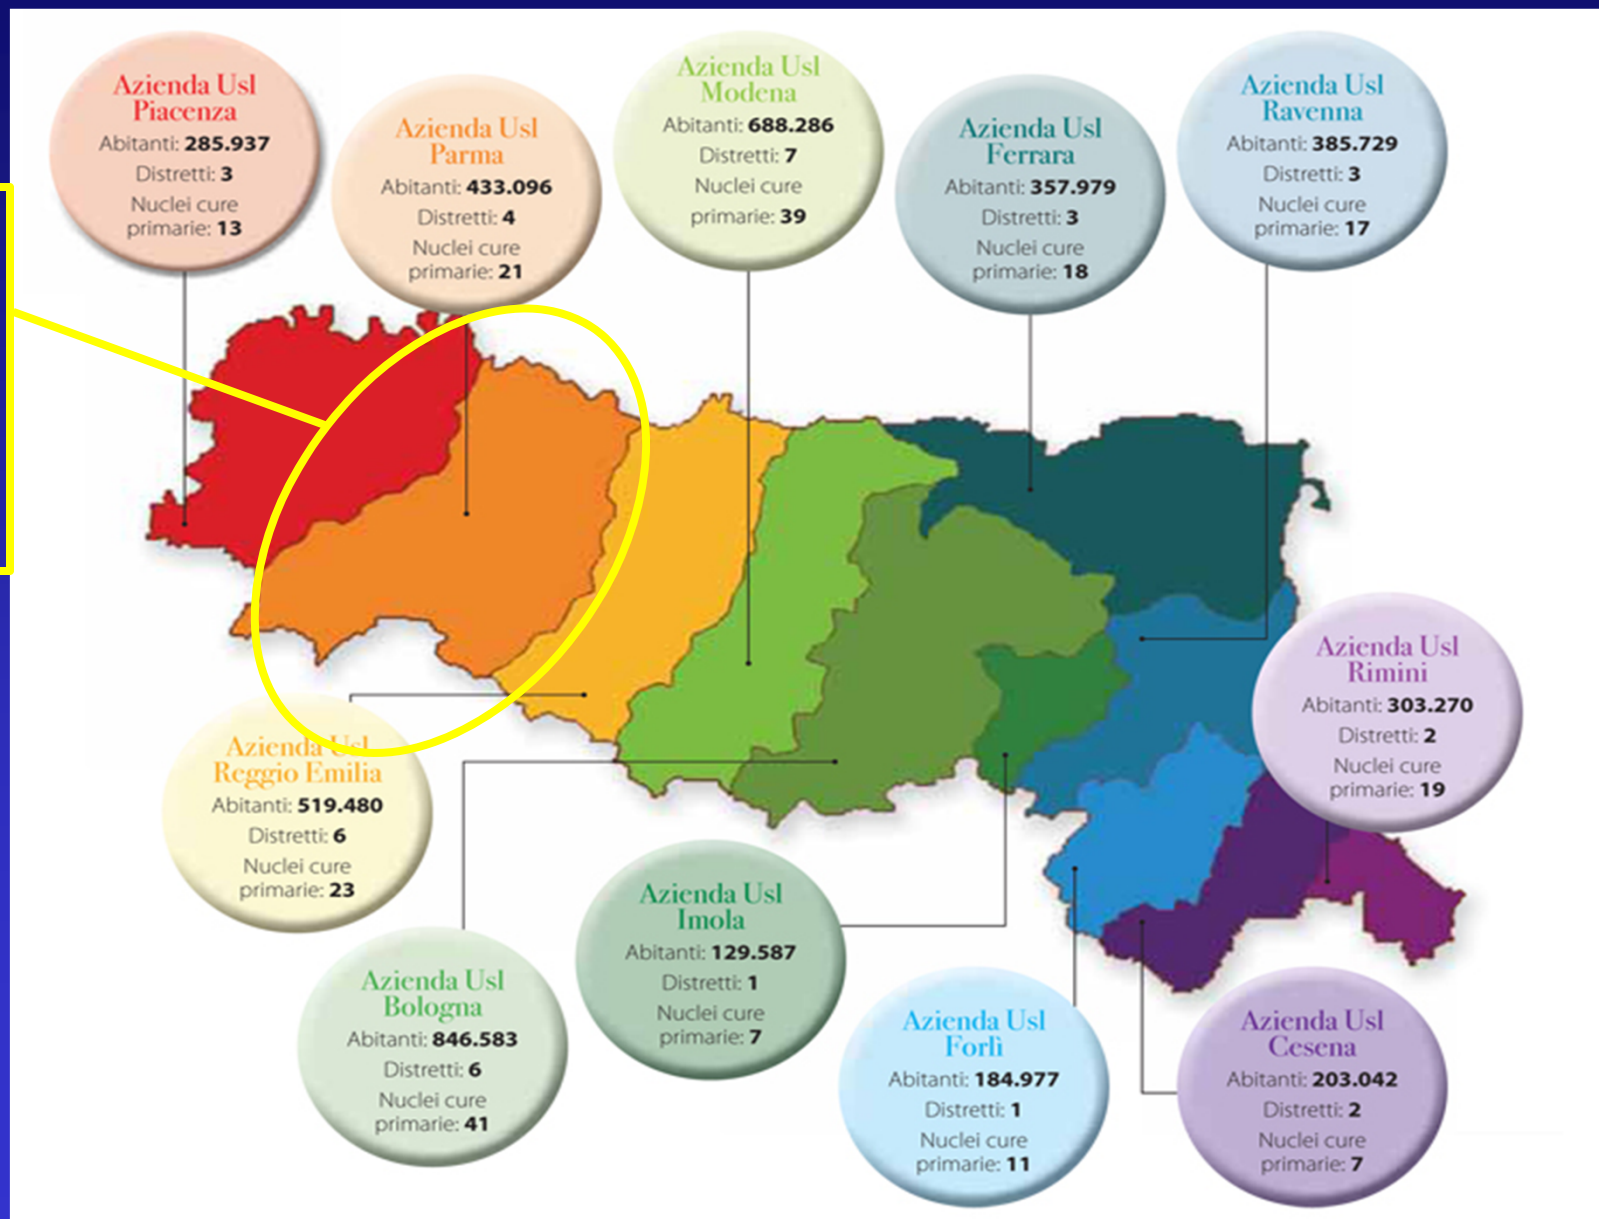 Azienda Usl
Piacenza
Abitanti: 285.937
Distretti: 3
Nuclei cure
primarie: 13
Azienda Usl
Parma
Abitanti: 433.096
Distretti: 4
Nuclei cure
primarie: 21
Azienda Usl
Modena
Abitanti: 688.286
Distretti: 7
Nuclei cure
primarie: 39
Azienda Usl
Ferrara
Abitanti: 357.979
Distretti: 3
Nuclei cure
primarie: 18
Azienda Usl
Ravenna
Abitanti: 385.729
Distretti: 3
Nuclei cure
primarie: 17
Azienda Usl
Rimini
Abitanti: 303.270
Distretti: 2
Nuclei cure
primarie: 19
Azienda Usl
Reggio Emilia
Abitanti: 519.480
Distretti: 6
Nuclei cure
primarie: 23
Azienda Usl
Bologna
Abitanti: 846.583
Distretti: 6
Nuclei cure
primarie: 41
Azienda Usl
Imola
Abitanti: 129.587
Distretti: 1
Nuclei cure
primarie: 7
Azienda Usl
Forlì
Abitanti: 184.977
Distretti: 1
Nuclei cure
primarie: 11
Azienda Usl
Cesena
Abitanti: 203.042
Distretti: 2
Nuclei cure
primarie: 7